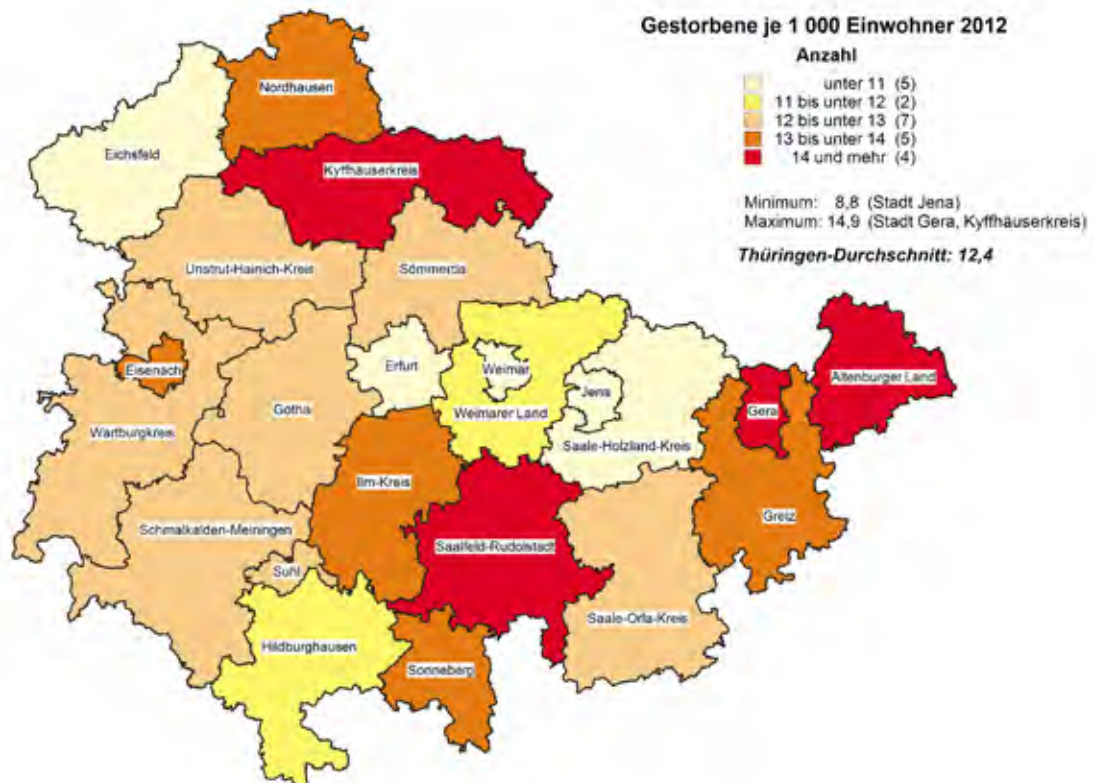 Gestorbene je 1 000 Einwohner 2012
Anzahl
unter 11 (5)
11 bis unter 12 (2)
12 bis unter 13 (7)
13 bis unter 14 (5)
14 und mehr (4)
Minimum: 8,8 (Stadt Jena)
Maximum: 14,9 (Stadt Gera, Kyffhäuserkreis)
Thüringen-Durchschnitt: 12,4
Nordhausen
Eichsfeld
Kyffhäuserkreis
Unstrut-Hainich-Kreis
Sömmerda
Eisenach
Erfurt
Weimar
Jena
Altenburger Land
Gotha
Weimarer Land
Gera
Wartburgkreis
Saale-Holzland-Kreis
Ilm-Kreis
Greiz
Schmalkalden-Meiningen
Saalfeld-Rudolstadt
Suhl
Saale-Orla-Kreis
Hildburghausen
Sonneberg